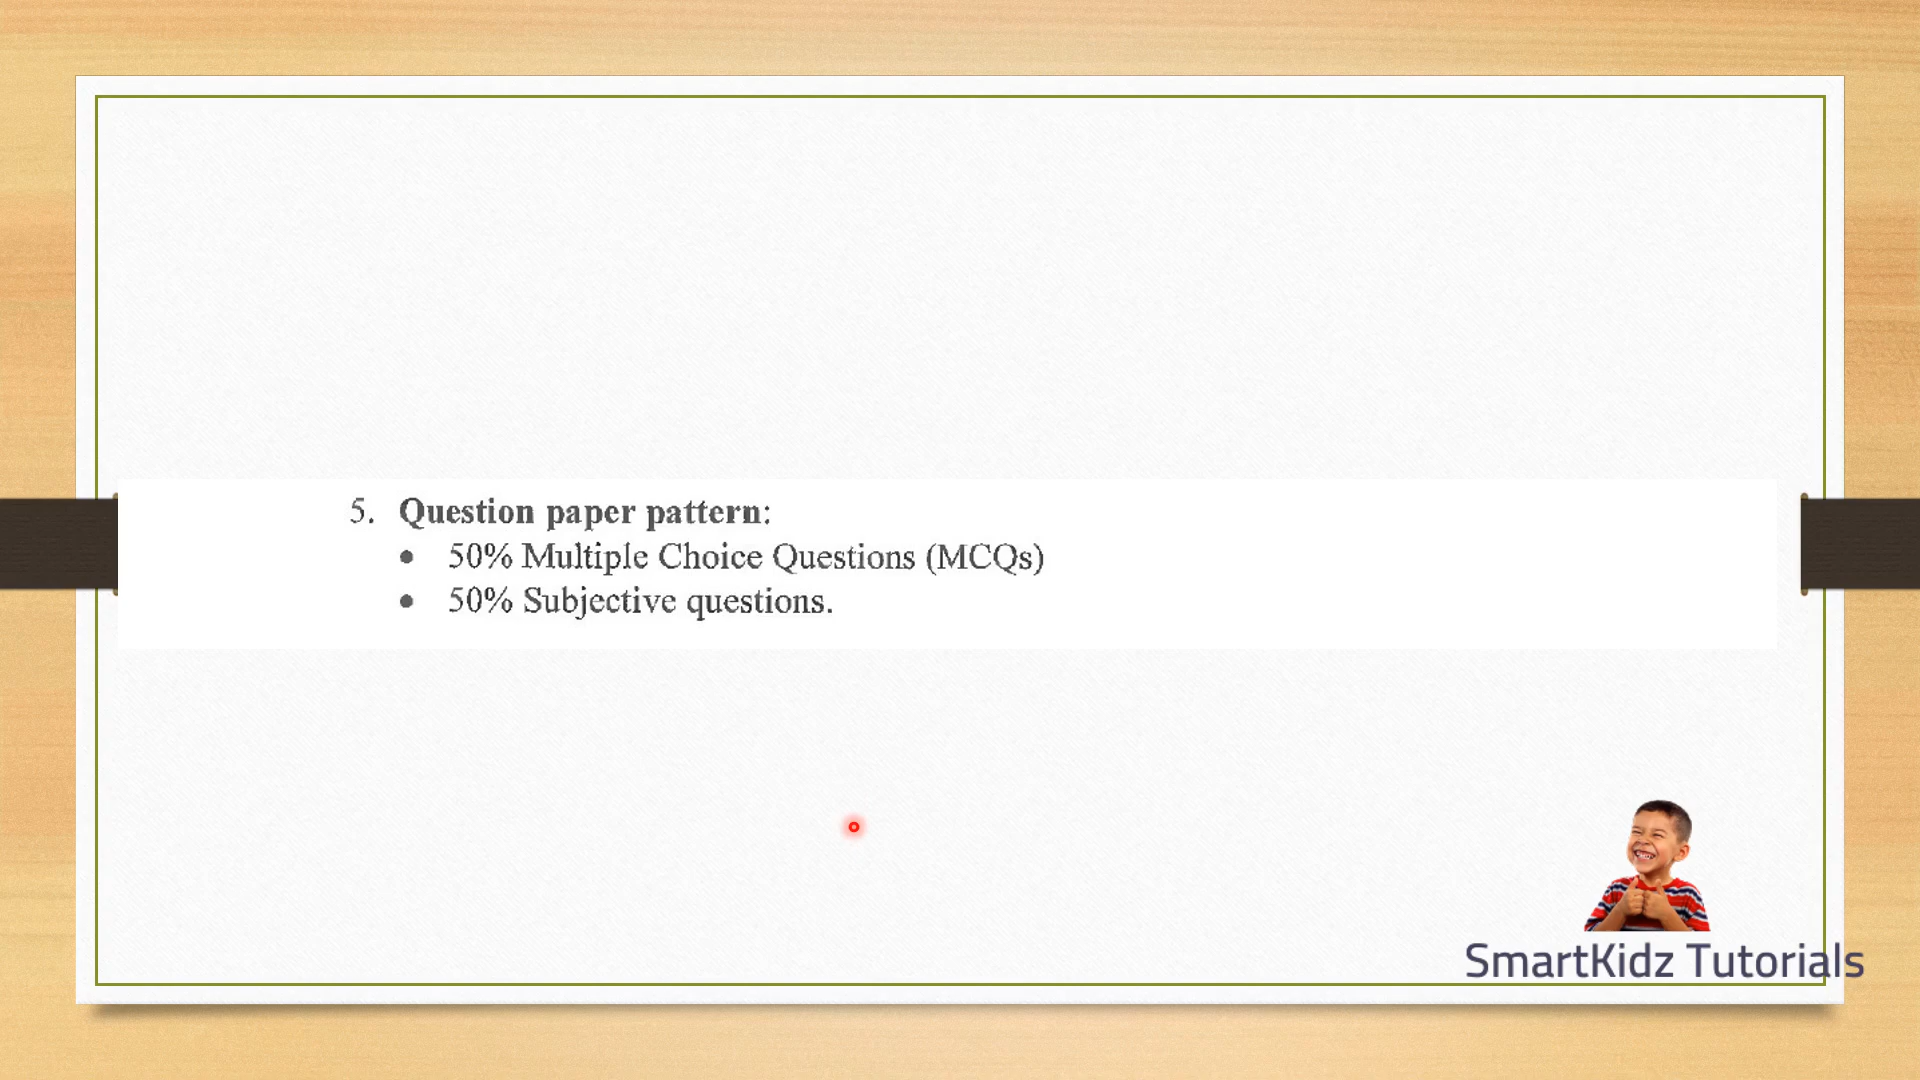 5. Question paper pattern:
• 50% Multiple Choice Questions (MCQs)
• 50% Subjective questions.
SmartKidz Tutorials